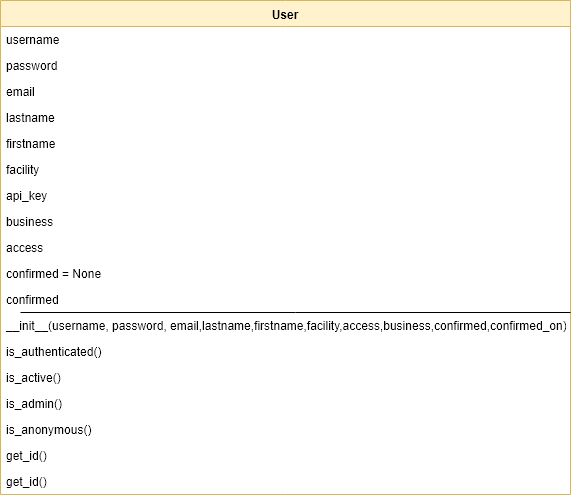 User
username
password
email
lastname
firstname
facility
api_key
business
access
confirmed = None
confirmed
__init__(username, password, email,lastname,firstname,facility,access,business,confirmed,confirmed_on)
is_authenticated()
is_active()
is_admin()
is_anonymous()
get_id()
get_id()